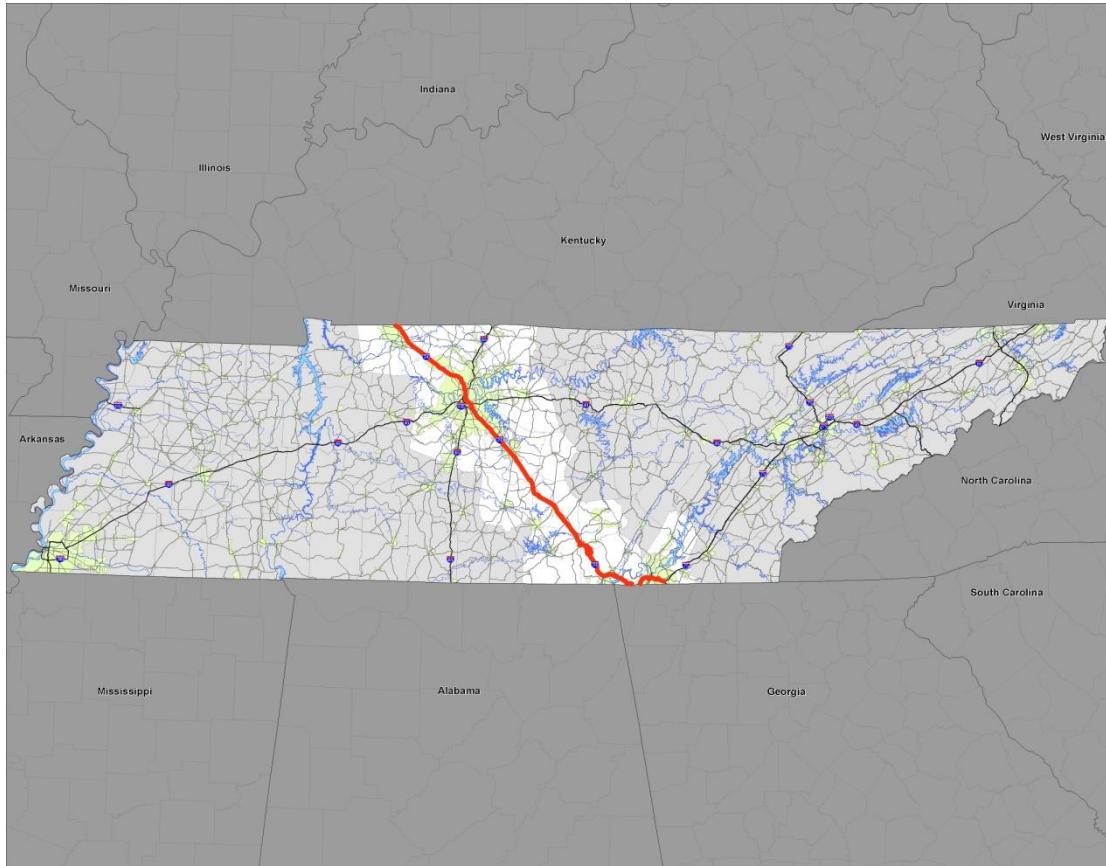 Indiana
West Virginia
Illinois
Kentucky
Missouri
Virginia
Arkansas
North Carolina
South Carolina
Mississippi
Alabama
Georgia